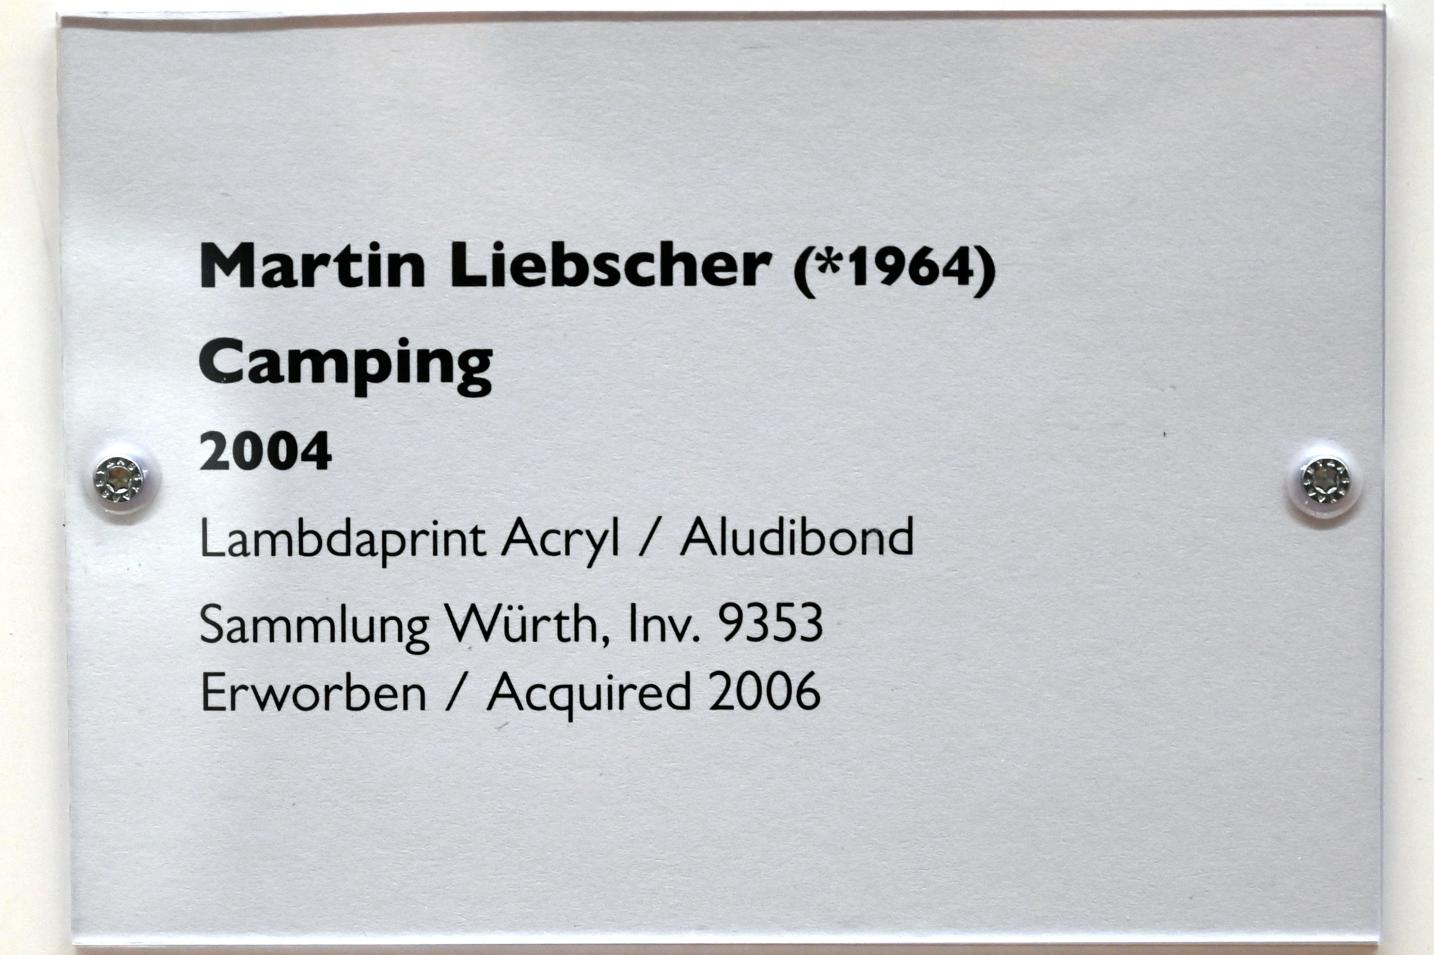 Martin Liebscher (*1964)
Camping
2004
Lambdaprint Acryl / Aludibond
Sammlung Würth, Inv. 9353
Erworben / Acquired 2006